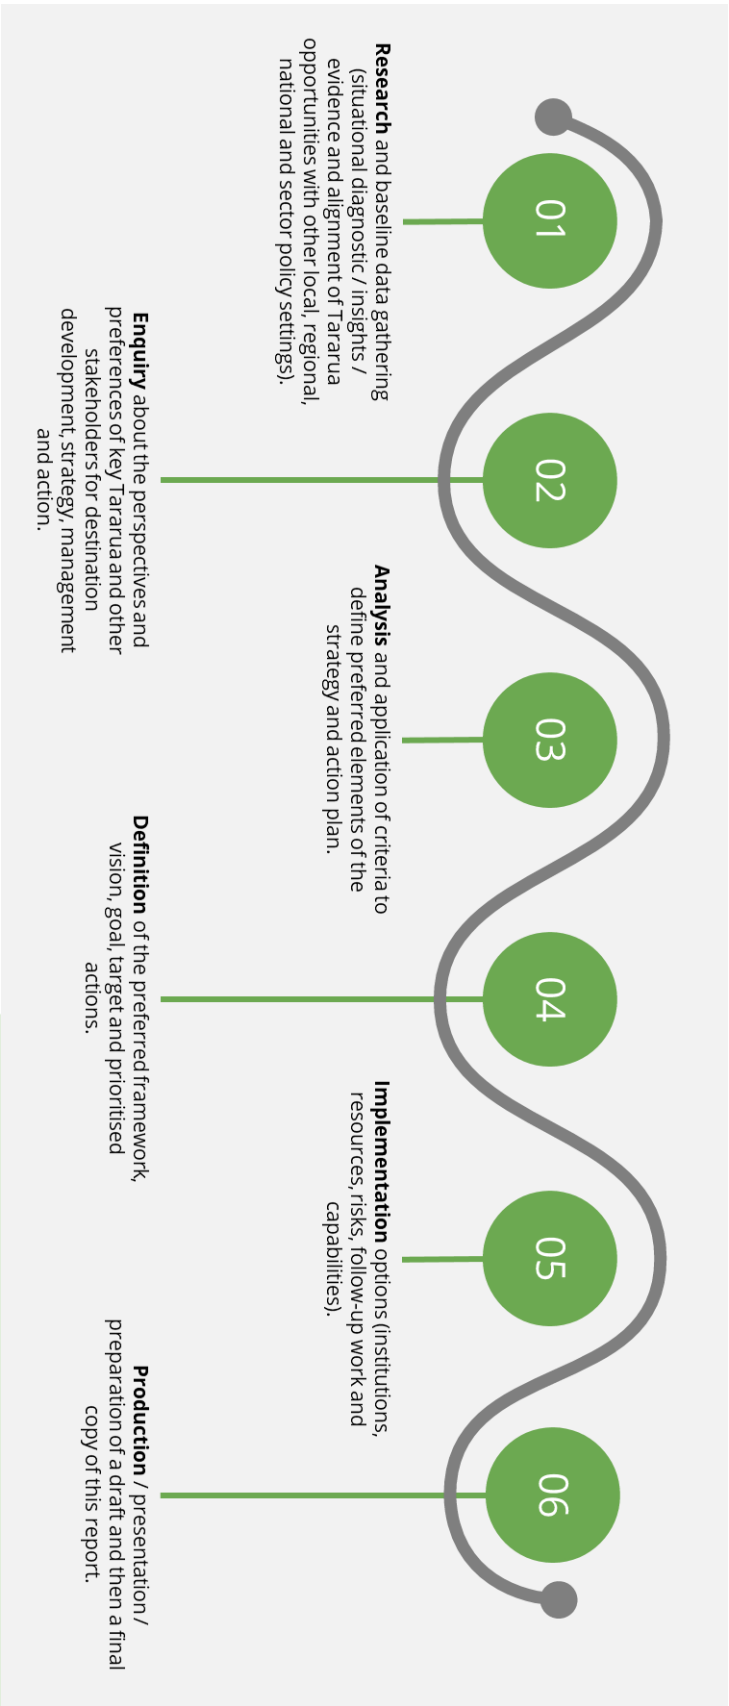 01
Research and baseline data gathering
(situational diagnostic / insights /
evidence and alignment of Tararua
opportunities with other local, regional,
national and sector policy settings).
02
Enquiry about the perspectives and
preferences of key Tararua and other
stakeholders for destination
development, strategy, management
and action.
03
Analysis and application of criteria to
define preferred elements of the
strategy and action plan.
04
Definition of the preferred framework,
vision, goal, target and prioritised
actions.
05
Implementation options (institutions,
resources, risks, follow-up work and
capabilities).
06
Production / presentation /
preparation of a draft and then a final
copy of this report.